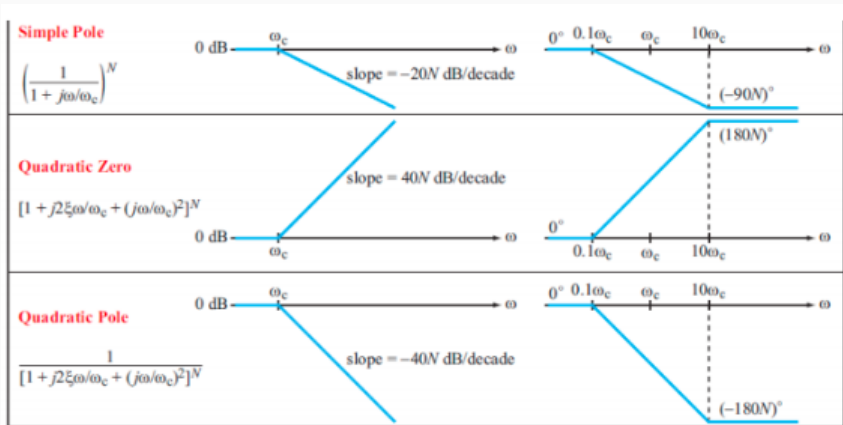 Simple Pole
(1 / (1 + jω/ω_c))^N
0 dB
ω_c
ω
slope = −20N dB/decade
0° 0.1ω_c ω_c 10ω_c
ω
(−90N)°
Quadratic Zero
[1 + j2ξω/ω_c + (jω/ω_c)²]^N
slope = 40N dB/decade
0 dB
ω
ω_c
(180N)°
0°
ω
0.1ω_c ω_c 10ω_c
Quadratic Pole
1 / [1 + j2ξω/ω_c + (jω/ω_c)²]^N
0 dB
ω_c
ω
slope = −40N dB/decade
0° 0.1ω_c ω_c 10ω_c
ω
(−180N)°